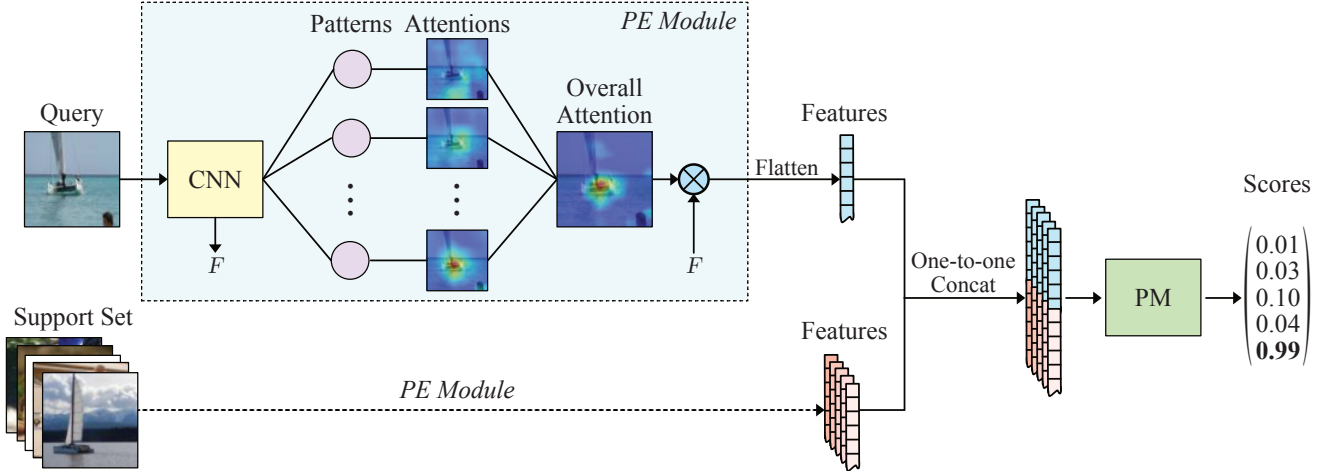 PE Module
Patterns
Attentions
Query
CNN
F
Overall
Attention
F
Flatten
Features
Support Set
PE Module
Features
One-to-one
Concat
PM
Scores
0.01
0.03
0.10
0.04
0.99